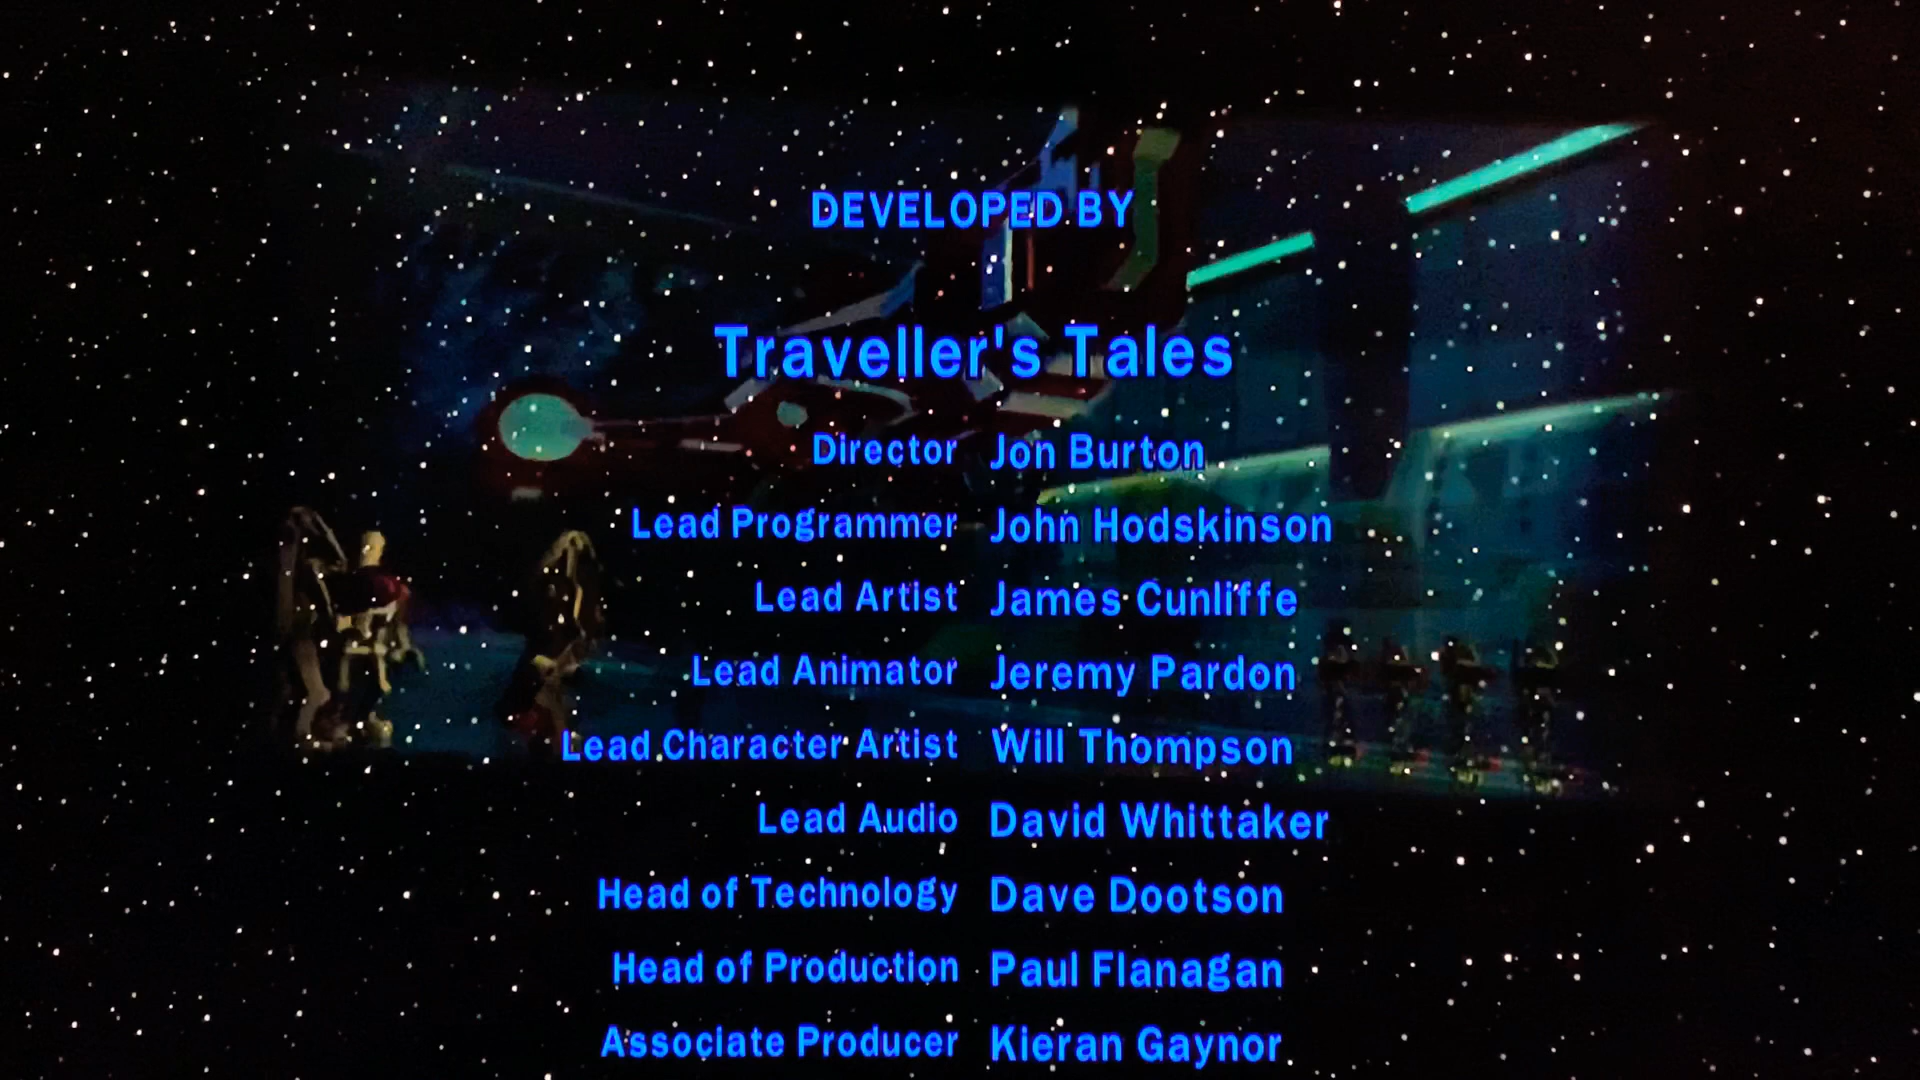 DEVELOPED BY
Traveller's Tales
Director Jon Burton
Lead Programmer John Hodskinson
Lead Artist James Cunliffe
Lead Animator Jeremy Pardon
Lead Character Artist Will Thompson
Lead Audio David Whittaker
Head of Technology Dave Dootson
Head of Production Paul Flanagan
Associate Producer Kieran Gaynor